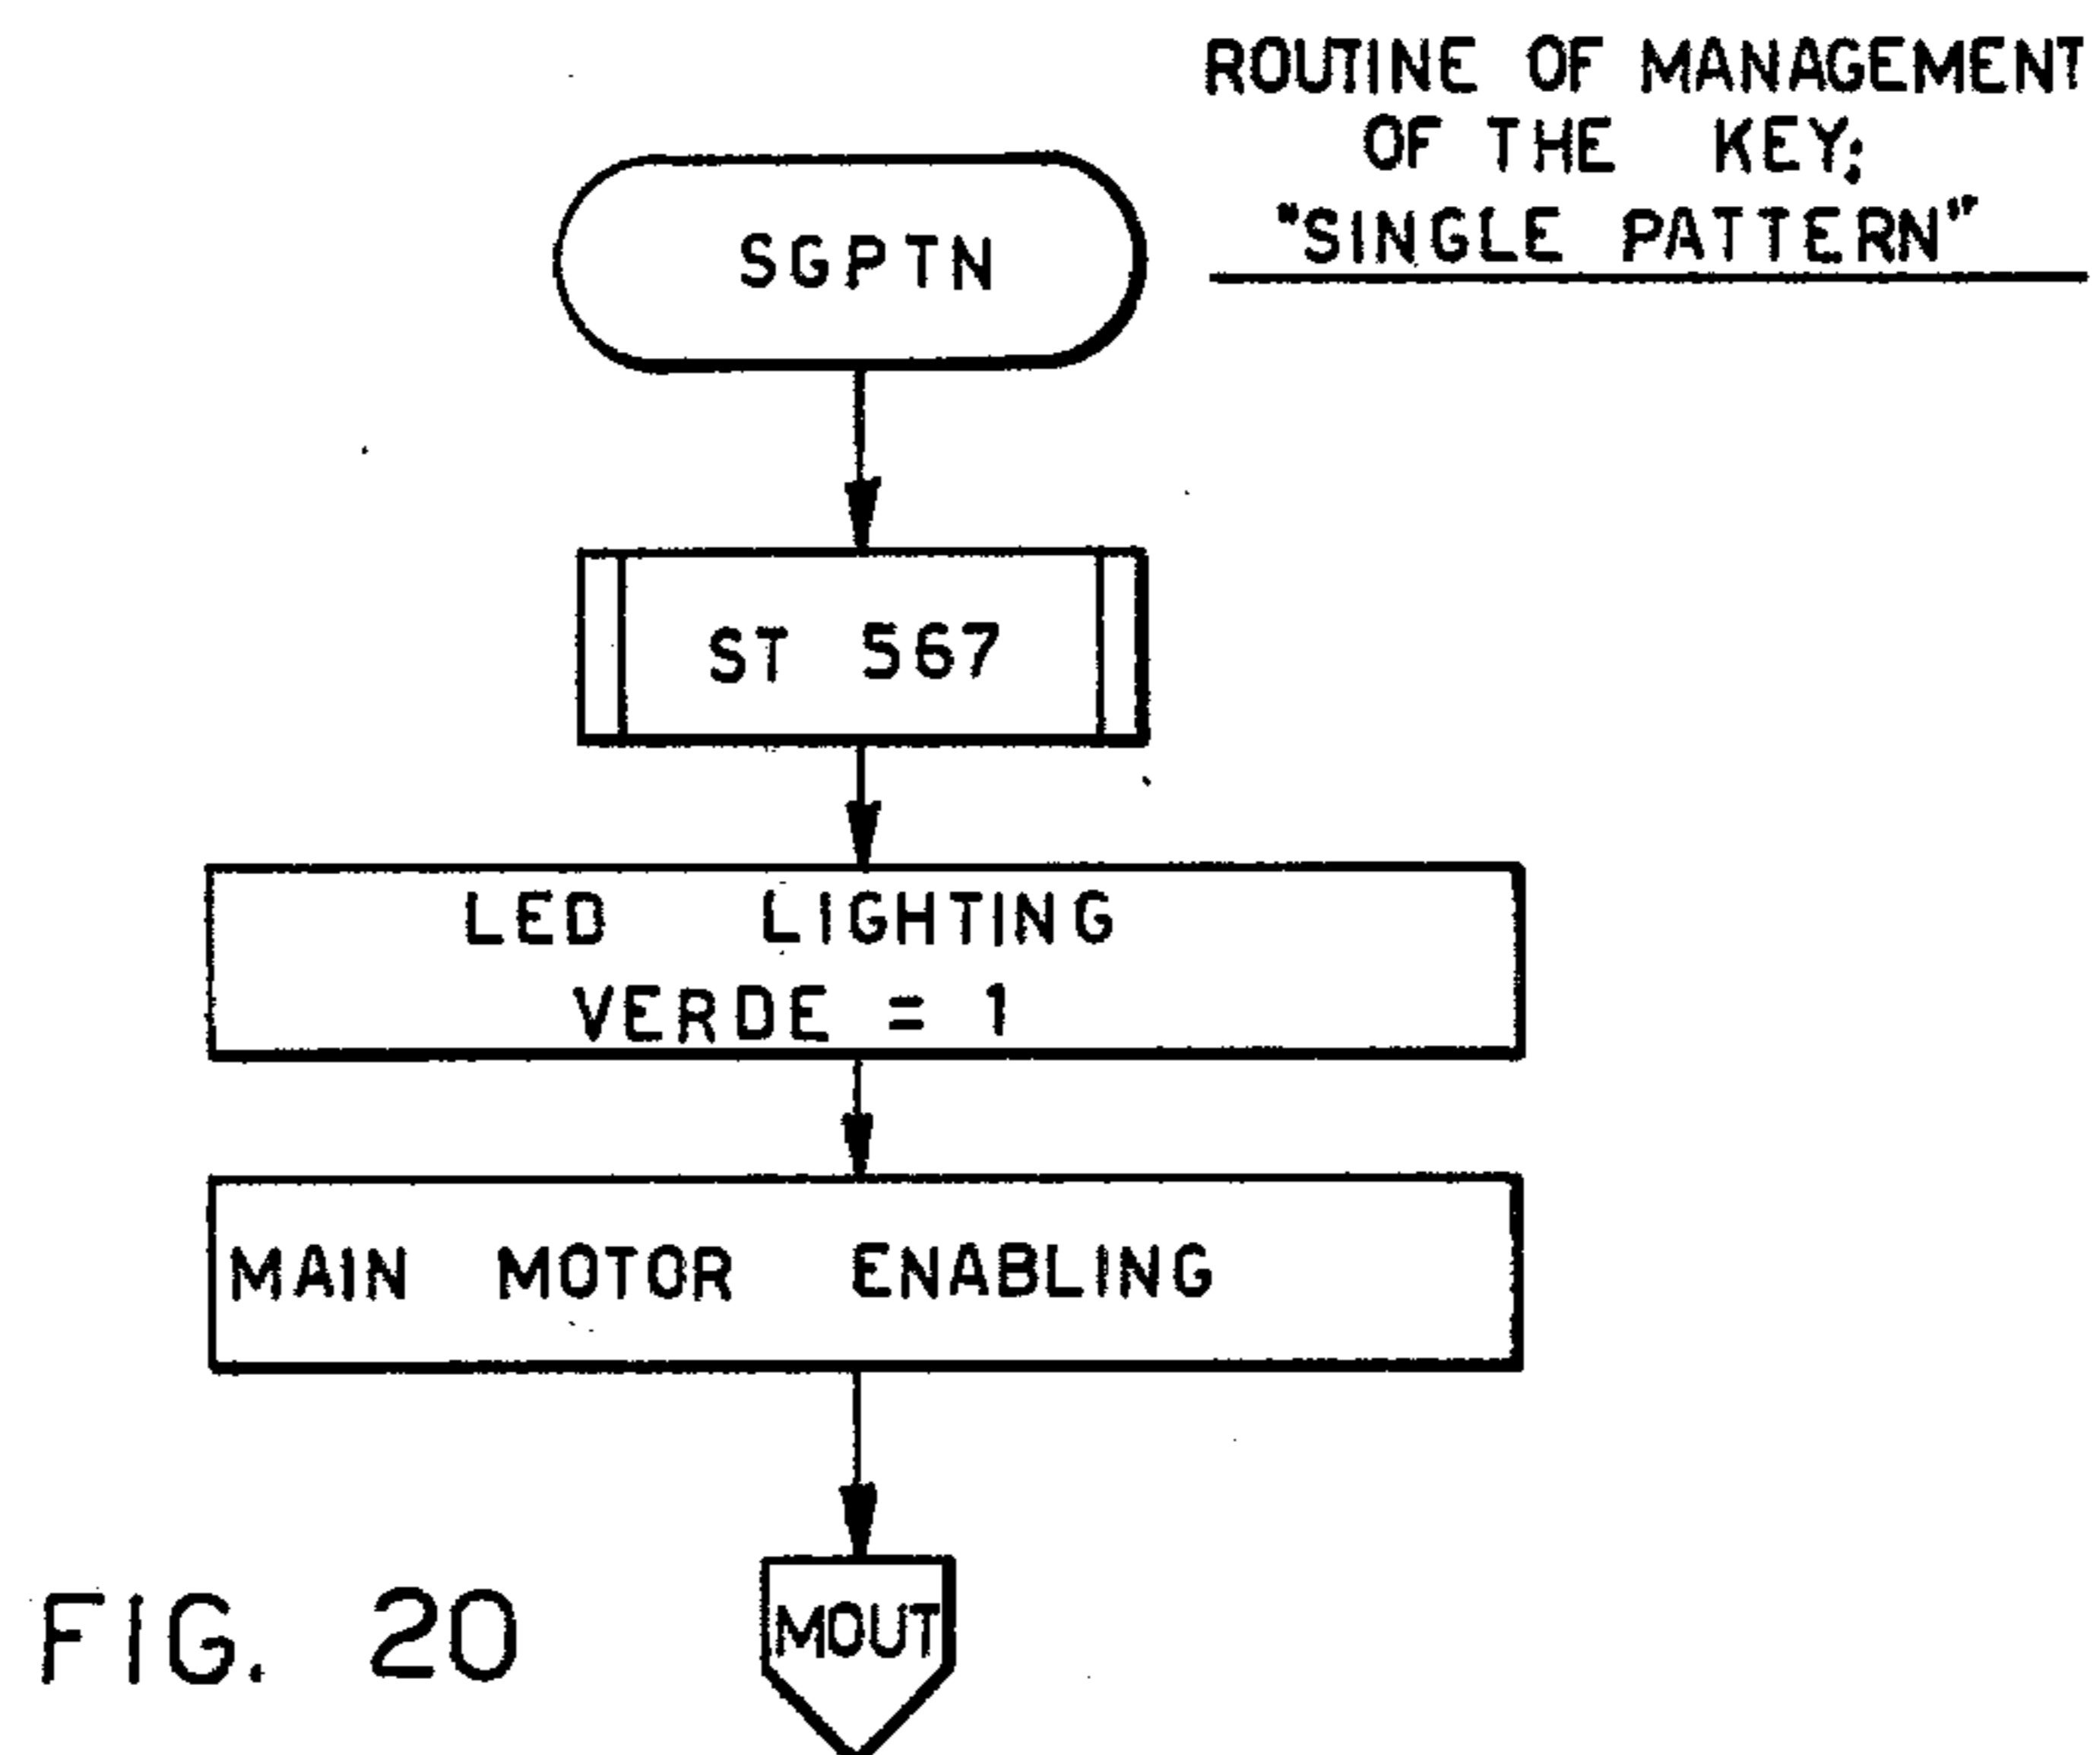 ROUTINE OF MANAGEMENT
OF THE KEY:
"SINGLE PATTERN"
SGPTN
ST 567
LED LIGHTING
VERDE = 1
MAIN MOTOR ENABLING
MOUT
FIG. 20